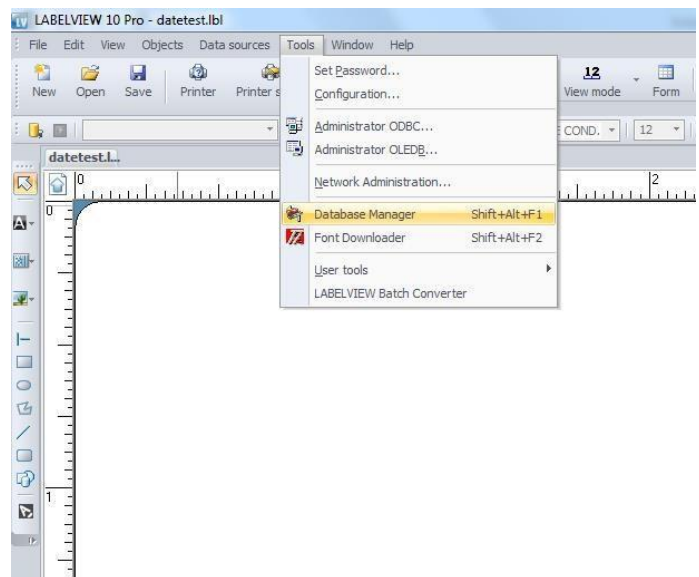 LABELVIEW 10 Pro - datetest.lbl
File Edit View Objects Data sources Tools Window Help
New Open Save Printer Printer s
12
View mode Form
COND. 12
datetest.l...
Set Password...
Configuration...
Administrator ODBC...
Administrator OLEDB...
Network Administration...
Database Manager Shift+Alt+F1
Font Downloader Shift+Alt+F2
User tools
LABELVIEW Batch Converter
0 2
0
1